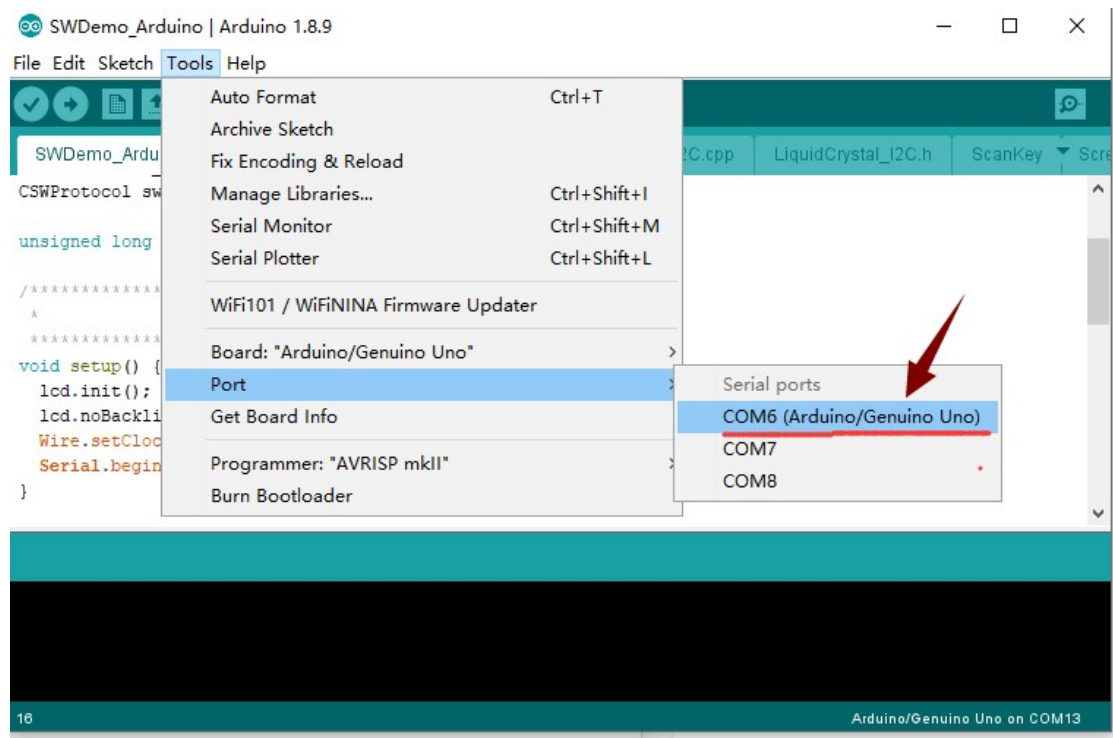 SWDemo_Arduino | Arduino 1.8.9
File Edit Sketch Tools Help
Auto Format Ctrl+T
Archive Sketch
SWDemo_Ardu Fix Encoding & Reload 2C.cpp LiquidCrystal_I2C.h ScanKey Scre
CSWProtocol sw Manage Libraries... Ctrl+Shift+I
Serial Monitor Ctrl+Shift+M
unsigned long
Serial Plotter Ctrl+Shift+L
/*************
WiFi101 / WiFiNINA Firmware Updater
*
*************
Board: "Arduino/Genuino Uno" >
void setup() {
Port > Serial ports
lcd.init();
lcd.noBackli Get Board Info COM6 (Arduino/Genuino Uno)
Wire.setCloc COM7
Serial.begin Programmer: "AVRISP mkII" > COM8
}
Burn Bootloader
16 Arduino/Genuino Uno on COM13